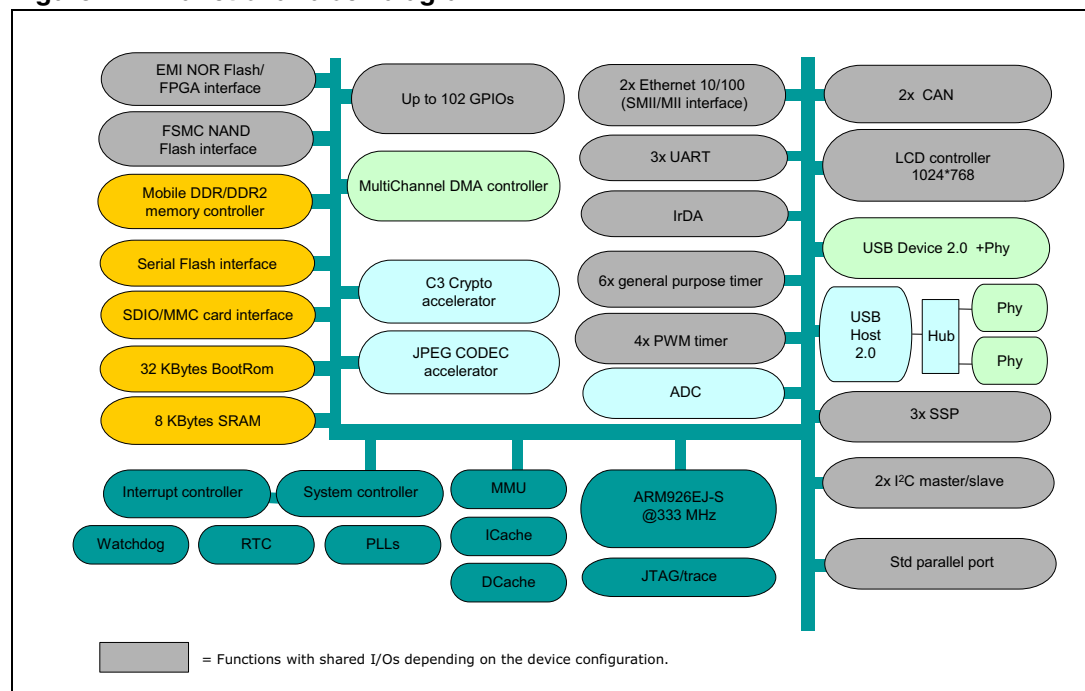 EMI NOR Flash/
FPGA interface
FSMC NAND
Flash interface
Mobile DDR/DDR2
memory controller
Serial Flash interface
SDIO/MMC card interface
32 KBytes BootRom
8 KBytes SRAM
Up to 102 GPIOs
MultiChannel DMA controller
C3 Crypto
accelerator
JPEG CODEC
accelerator
2x Ethernet 10/100
(SMII/MII interface)
3x UART
IrDA
6x general purpose timer
4x PWM timer
ADC
2x CAN
LCD controller
1024*768
USB Device 2.0 +Phy
USB
Host
2.0
Hub
Phy
Phy
3x SSP
2x I²C master/slave
Std parallel port
Interrupt controller
System controller
Watchdog
RTC
PLLs
MMU
ICache
DCache
ARM926EJ-S
@333 MHz
JTAG/trace
= Functions with shared I/Os depending on the device configuration.